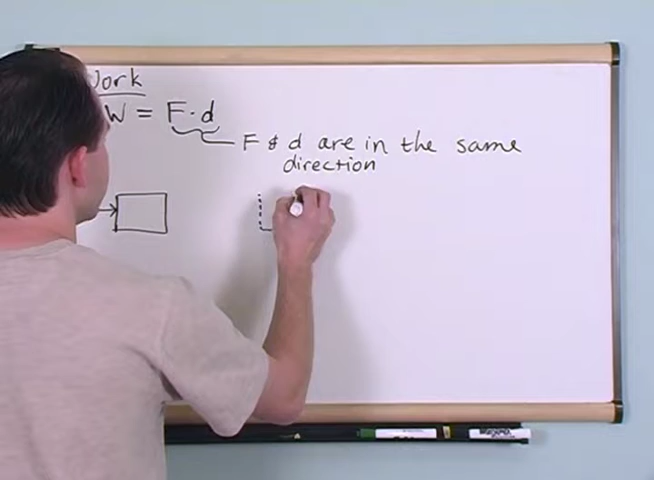 Work
W = F · d
F & d are in the same
direction